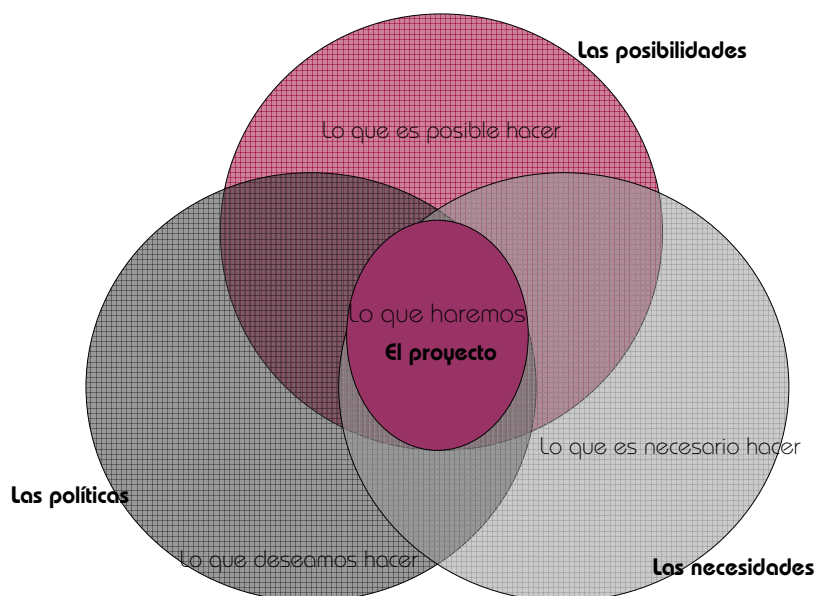 Las posibilidades
Lo que es posible hacer
Lo que haremos
El proyecto
Lo que es necesario hacer
Las políticas
Lo que deseamos hacer
Las necesidades